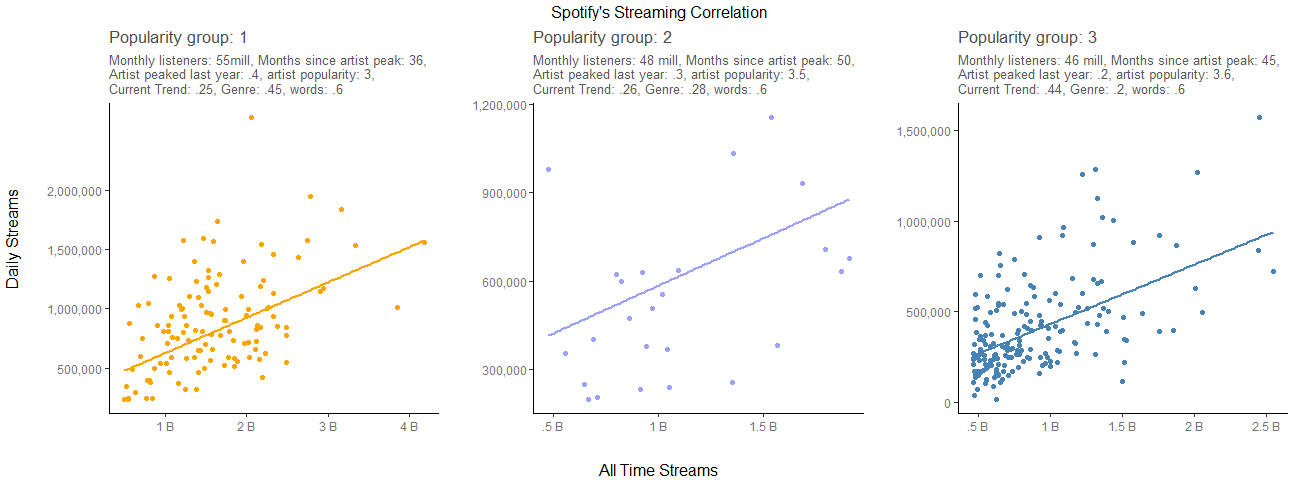 Spotify's Streaming Correlation
Popularity group: 1
Monthly listeners: 55mill, Months since artist peak: 36,
Artist peaked last year: .4, artist popularity: 3,
Current Trend: .25, Genre: .45, words: .6
2,000,000
1,500,000
1,000,000
500,000
1 B
2 B
3 B
4 B
Popularity group: 2
Monthly listeners: 48 mill, Months since artist peak: 50,
Artist peaked last year: .3, artist popularity: 3.5,
Current Trend: .26, Genre: .28, words: .6
1,200,000
900,000
600,000
300,000
.5 B
1 B
1.5 B
Popularity group: 3
Monthly listeners: 46 mill, Months since artist peak: 45,
Artist peaked last year: .2, artist popularity: 3.6,
Current Trend: .44, Genre: .2, words: .6
1,500,000
1,000,000
500,000
0
.5 B
1 B
1.5 B
2 B
2.5 B
Daily Streams
All Time Streams